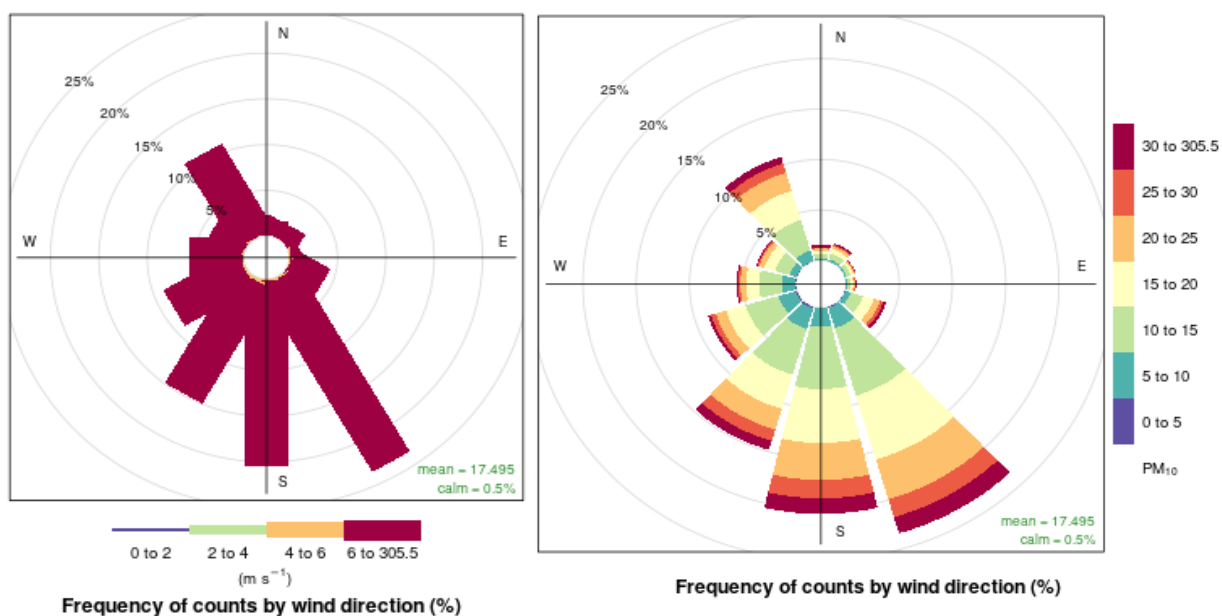 N
25%
20%
15%
10%
5%
W
E
S
mean = 17.495
calm = 0.5%
0 to 2
2 to 4
4 to 6
6 to 305.5
(m s⁻¹)
Frequency of counts by wind direction (%)
N
25%
20%
15%
10%
5%
W
E
S
mean = 17.495
calm = 0.5%
Frequency of counts by wind direction (%)
30 to 305.5
25 to 30
20 to 25
15 to 20
10 to 15
5 to 10
0 to 5
PM₁₀